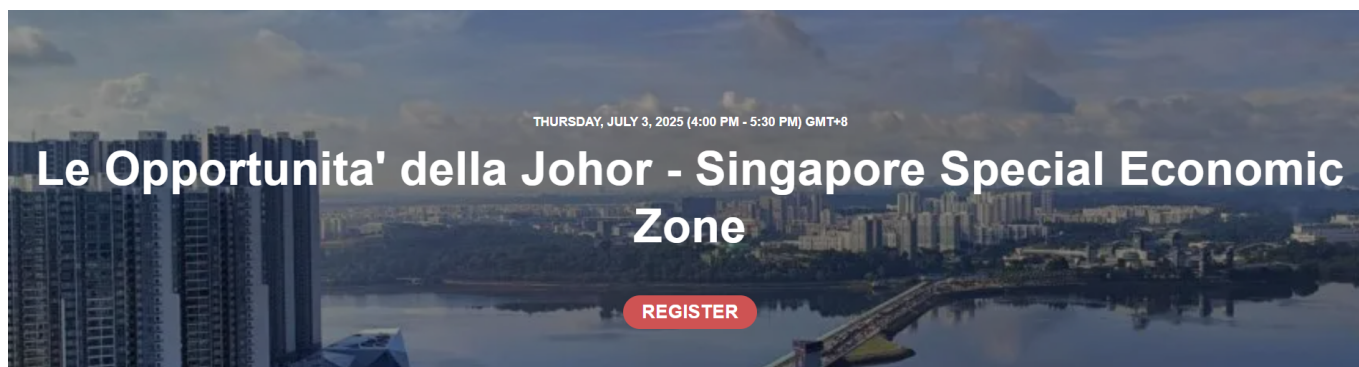 THURSDAY, JULY 3, 2025 (4:00 PM - 5:30 PM) GMT+8
Le Opportunita' della Johor - Singapore Special Economic
Zone
REGISTER